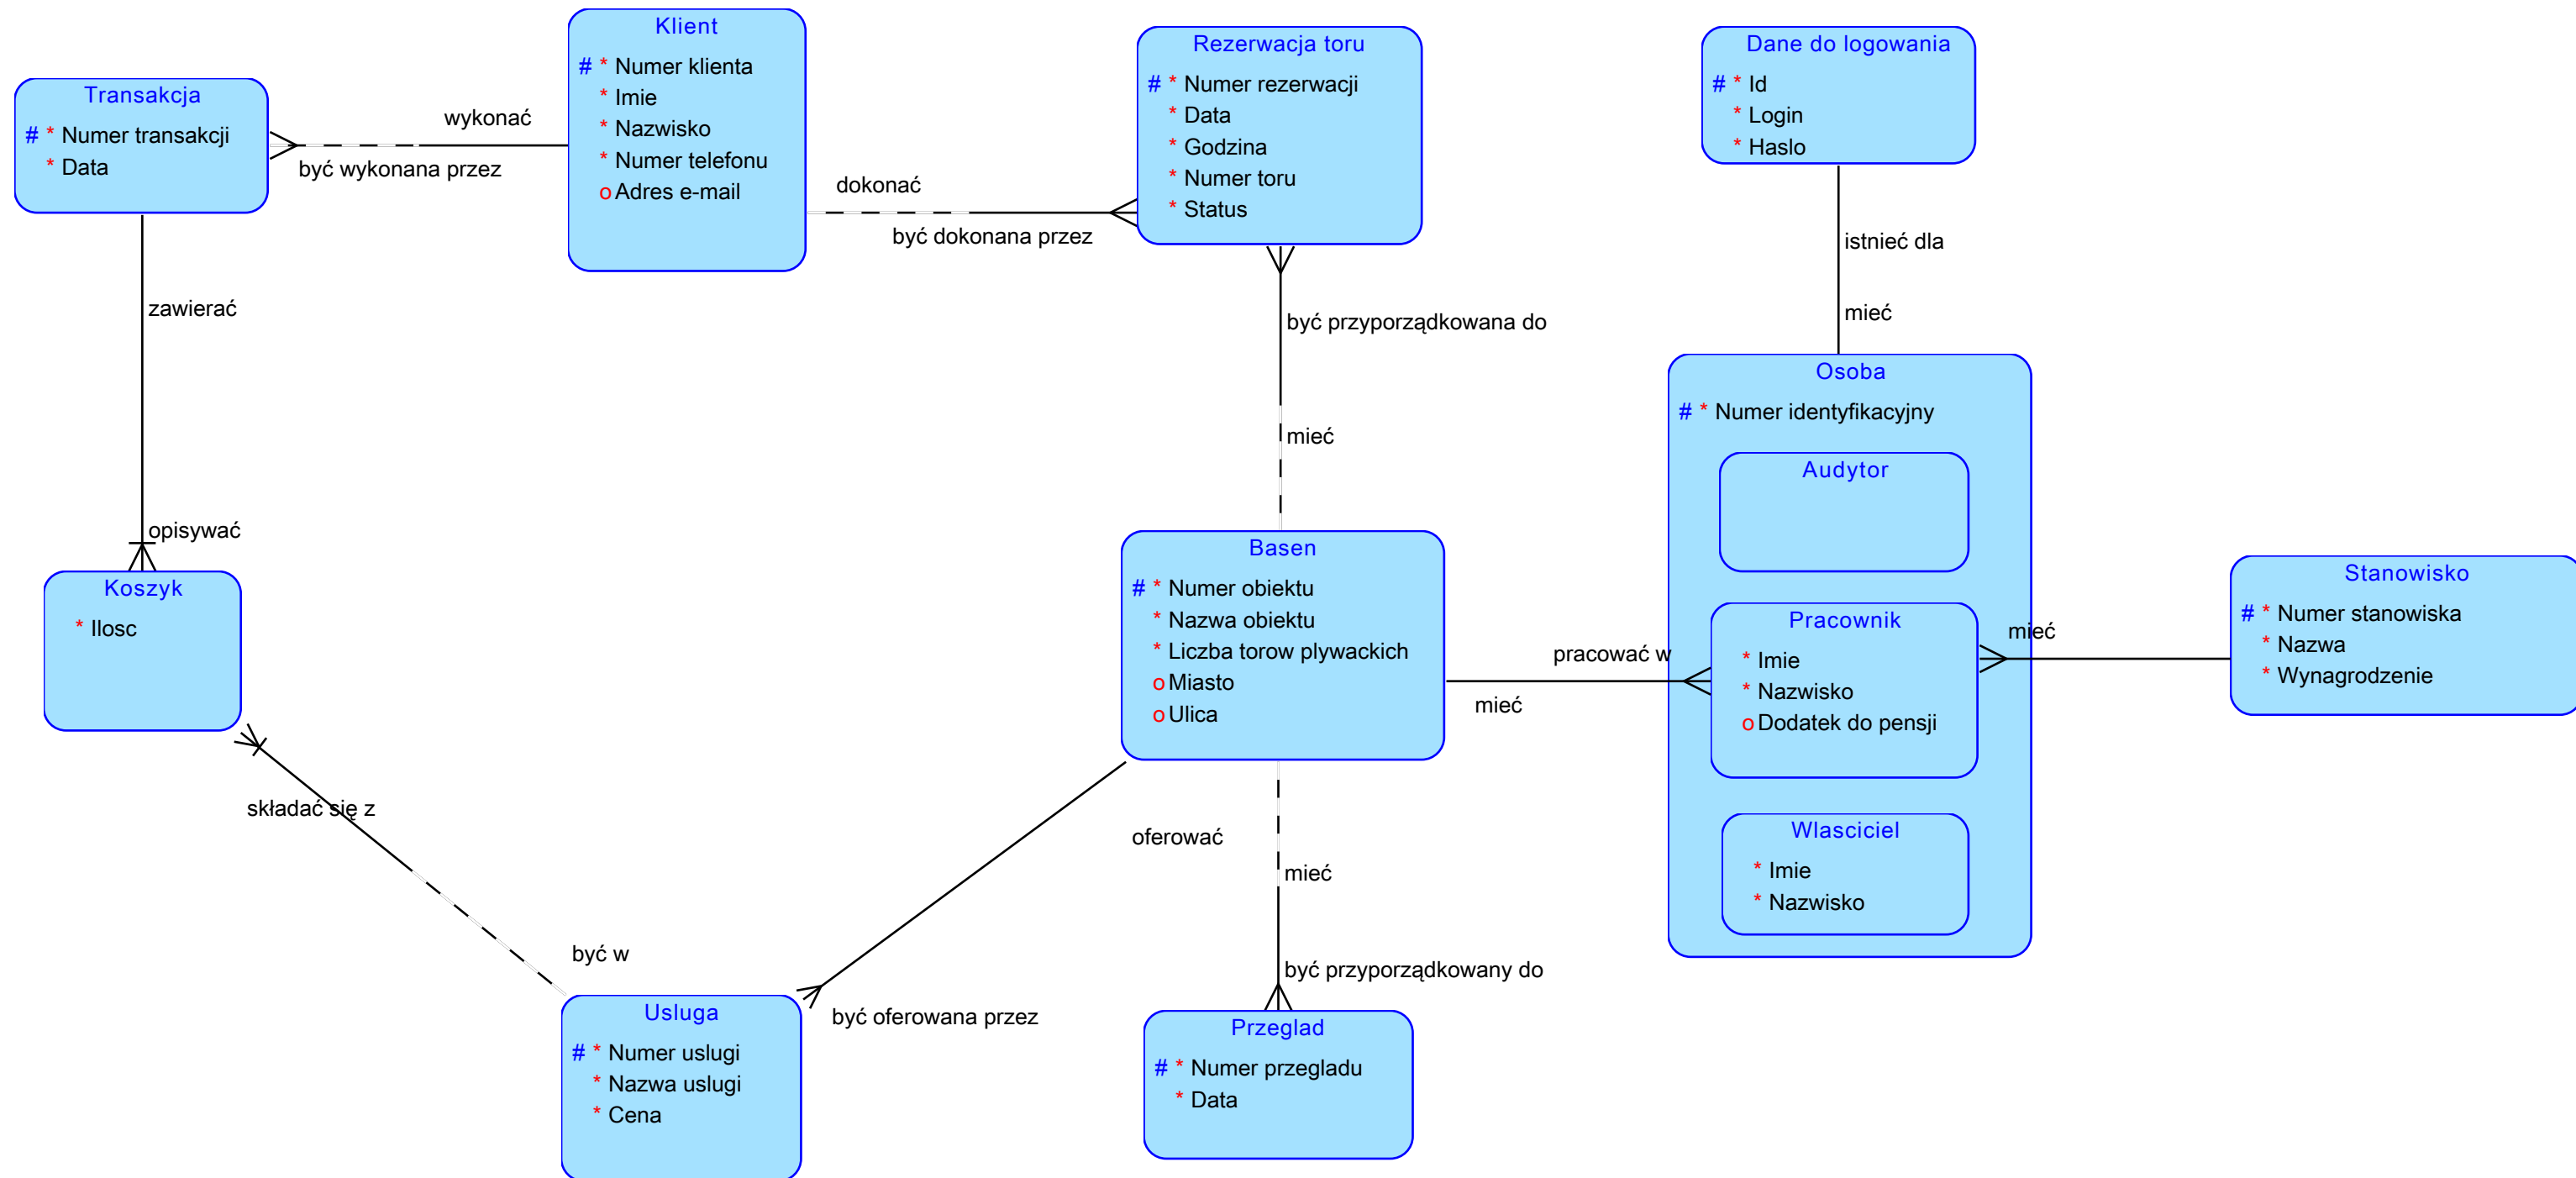 Transakcja
# * Numer transakcji
* Data
wykonać
być wykonana przez
Klient
# * Numer klienta
* Imie
* Nazwisko
* Numer telefonu
o Adres e-mail
dokonać
być dokonana przez
Rezerwacja toru
# * Numer rezerwacji
* Data
* Godzina
* Numer toru
* Status
Dane do logowania
# * Id
* Login
* Haslo
istnieć dla
mieć
zawierać
opisywać
być przyporządkowana do
mieć
Osoba
# * Numer identyfikacyjny
Audytor
Pracownik
* Imie
* Nazwisko
o Dodatek do pensji
Wlasciciel
* Imie
* Nazwisko
mieć
Stanowisko
# * Numer stanowiska
* Nazwa
* Wynagrodzenie
Koszyk
* Ilosc
Basen
# * Numer obiektu
* Nazwa obiektu
* Liczba torow plywackich
o Miasto
o Ulica
pracować w
mieć
składać się z
być w
oferować
być oferowana przez
mieć
być przyporządkowany do
Usluga
# * Numer uslugi
* Nazwa uslugi
* Cena
Przeglad
# * Numer przegladu
* Data